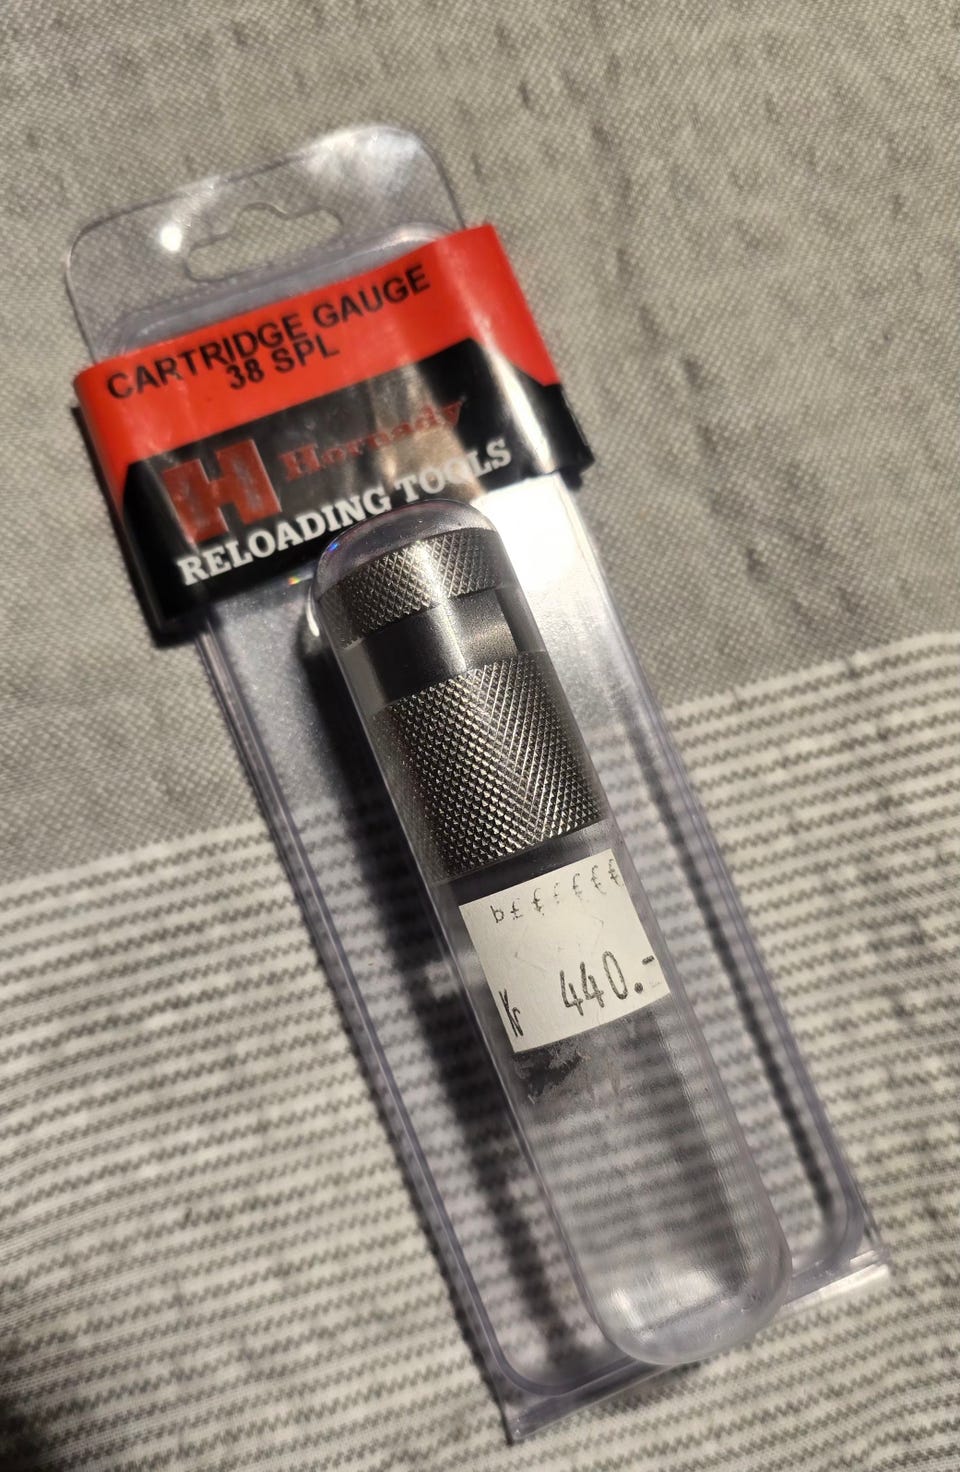 CARTRIDGE GAUGE
38 SPL
H Hornady
RELOADING TOOLS
Kr 440.-